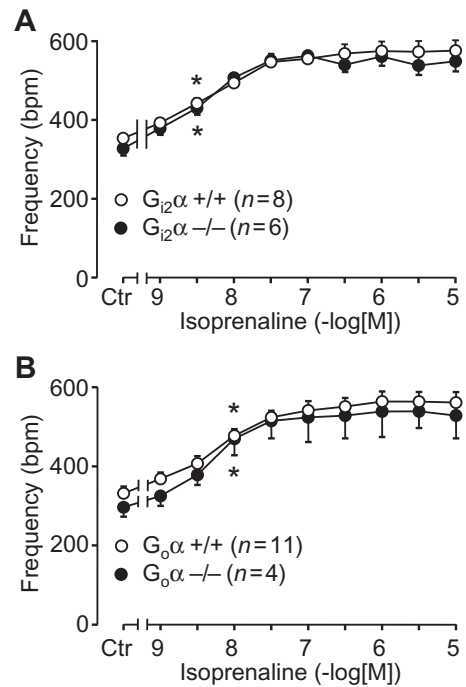 A
Frequency (bpm)
600
400
200
0
*
*
○ Gi2α +/+ (n=8)
● Gi2α –/– (n=6)
Ctr 9 8 7 6 5
Isoprenaline (-log[M])
B
Frequency (bpm)
600
400
200
0
*
*
○ Goα +/+ (n=11)
● Goα –/– (n=4)
Ctr 9 8 7 6 5
Isoprenaline (-log[M])